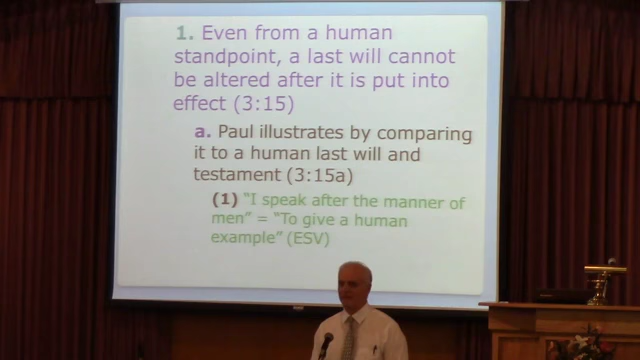 1. Even from a human
standpoint, a last will cannot
be altered after it is put into
effect (3:15)
a. Paul illustrates by comparing
it to a human last will and
testament (3:15a)
(1) “I speak after the manner of
men” = “To give a human
example” (ESV)